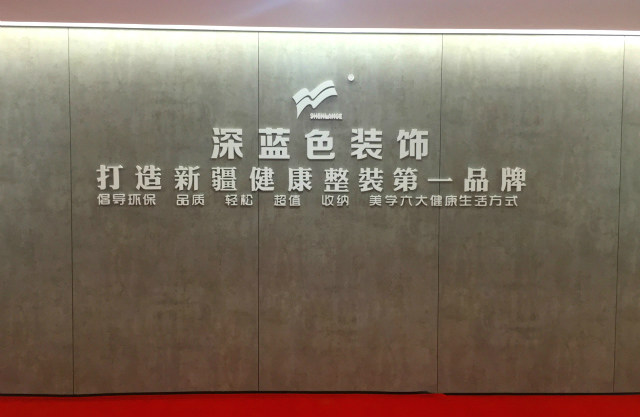 SHENLANSE
深蓝色装饰
打造新疆健康整装第一品牌
倡导环保 品质 轻松 超值 收纳 美学六大健康生活方式